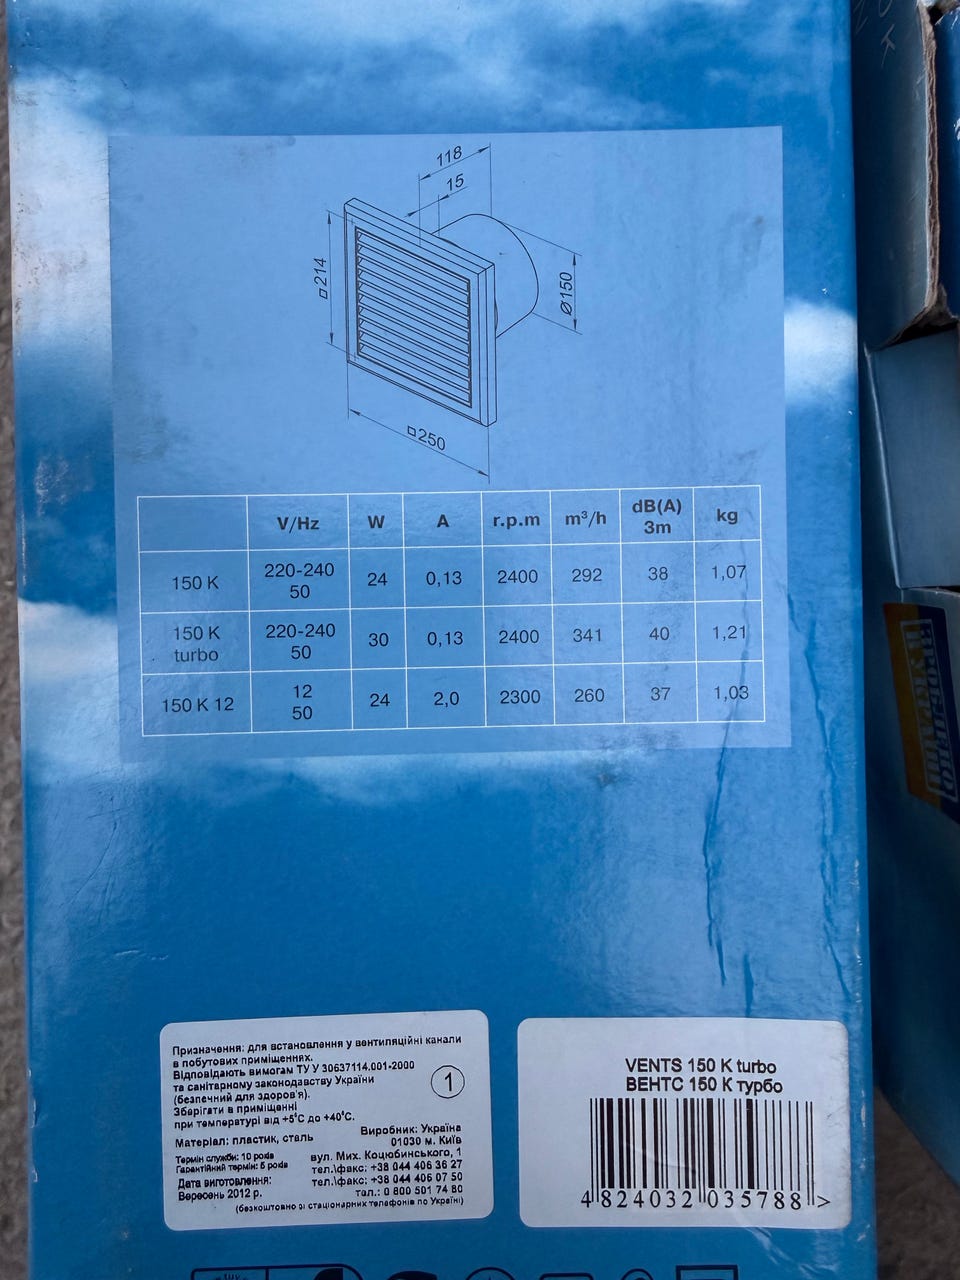 118
15
□214
Ø150
□250
V/Hz W A r.p.m m³/h dB(A) 3m kg
150 K 220-240 50 24 0,13 2400 292 38 1,07
150 K turbo 220-240 50 30 0,13 2400 341 40 1,21
150 K 12 12 50 24 2,0 2300 260 37 1,03
Призначення: для встановлення у вентиляційні канали
в побутових приміщеннях.
Відповідають вимогам ТУ У 30637114.001-2000
та санітарному законодавству України
(безпечний для здоров'я).
Зберігати в приміщенні
при температурі від +5°С до +40°С.
1
Матеріал: пластик, сталь
Термін служби: 10 років
Гарантійний термін: 5 років
Дата виготовлення:
Вересень 2012 р.
Виробник: Україна
01030 м. Київ
вул. Мих. Коцюбинського, 1
тел.\факс: +38 044 406 36 27
тел.\факс: +38 044 406 07 50
тал.: 0 800 501 74 80
(безкоштовно зі стаціонарних телефонів по Україні)
VENTS 150 K turbo
ВЕНТС 150 К турбо
4 824032 035788 >
ВИРОБЛЕНО
В УКРАЇНІ